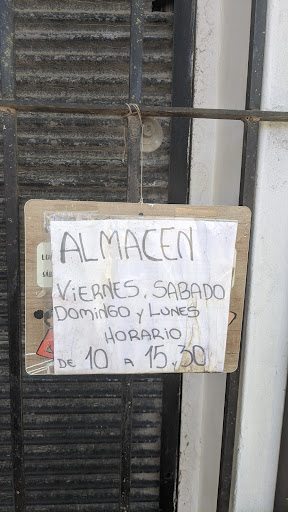 ALMACEN
VIERNES, SABADO
DOMINGO Y LUNES
HORARIO
DE 10 A 15,30